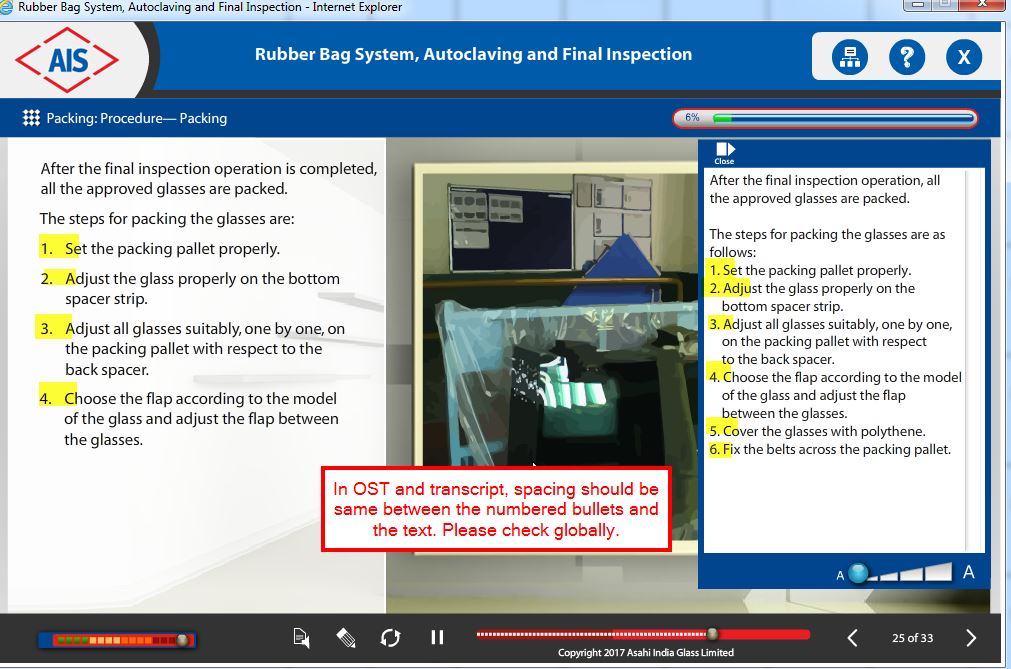 Rubber Bag System, Autoclaving and Final Inspection - Internet Explorer
AIS
Rubber Bag System, Autoclaving and Final Inspection
?
X
Packing: Procedure— Packing
6%
After the final inspection operation is completed,
all the approved glasses are packed.
The steps for packing the glasses are:
1. Set the packing pallet properly.
2. Adjust the glass properly on the bottom
spacer strip.
3. Adjust all glasses suitably, one by one, on
the packing pallet with respect to the
back spacer.
4. Choose the flap according to the model
of the glass and adjust the flap between
the glasses.
Close
After the final inspection operation, all
the approved glasses are packed.
The steps for packing the glasses are as
follows:
1. Set the packing pallet properly.
2. Adjust the glass properly on the
bottom spacer strip.
3. Adjust all glasses suitably, one by one,
on the packing pallet with respect
to the back spacer.
4. Choose the flap according to the model
of the glass and adjust the flap
between the glasses.
5. Cover the glasses with polythene.
6. Fix the belts across the packing pallet.
In OST and transcript, spacing should be
same between the numbered bullets and
the text. Please check globally.
A A
25 of 33
Copyright 2017 Asahi India Glass Limited